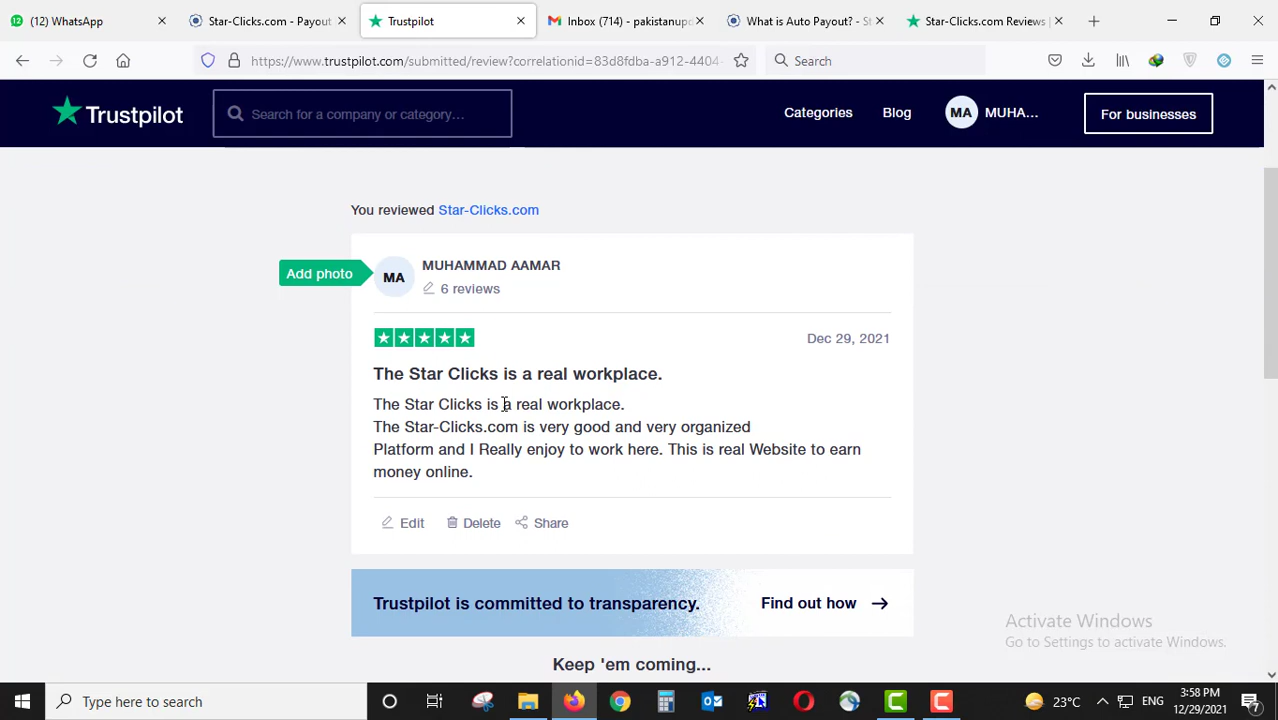 (12) WhatsApp
Star-Clicks.com - Payout
Trustpilot
Inbox (714) - pakistanupd
What is Auto Payout? - St
Star-Clicks.com Reviews |
https://www.trustpilot.com/submitted/review?correlationid=83d8fdba-a912-4404-
Search
Trustpilot
Search for a company or category...
Categories
Blog
MA
MUHA...
For businesses
You reviewed Star-Clicks.com
Add photo
MA
MUHAMMAD AAMAR
6 reviews
Dec 29, 2021
The Star Clicks is a real workplace.
The Star Clicks is a real workplace.
The Star-Clicks.com is very good and very organized
Platform and I Really enjoy to work here. This is real Website to earn
money online.
Edit
Delete
Share
Trustpilot is committed to transparency.
Find out how
Keep 'em coming...
Activate Windows
Go to Settings to activate Windows.
Type here to search
23°C
ENG
3:58 PM
12/29/2021
7